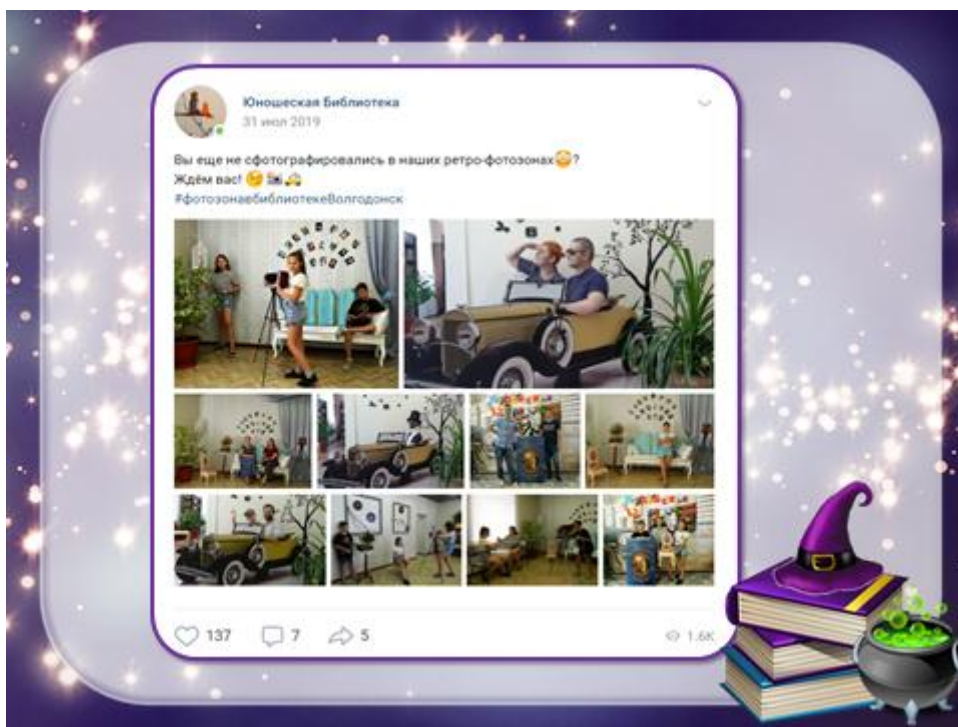 Юношеская Библиотека
31 июл 2019
Вы еще не сфотографировались в наших ретро-фотозонах😳?
Ждём вас! 😉📸🚕
#фотозонавбиблиотекеВолгодонск
137 7 5 1.6K